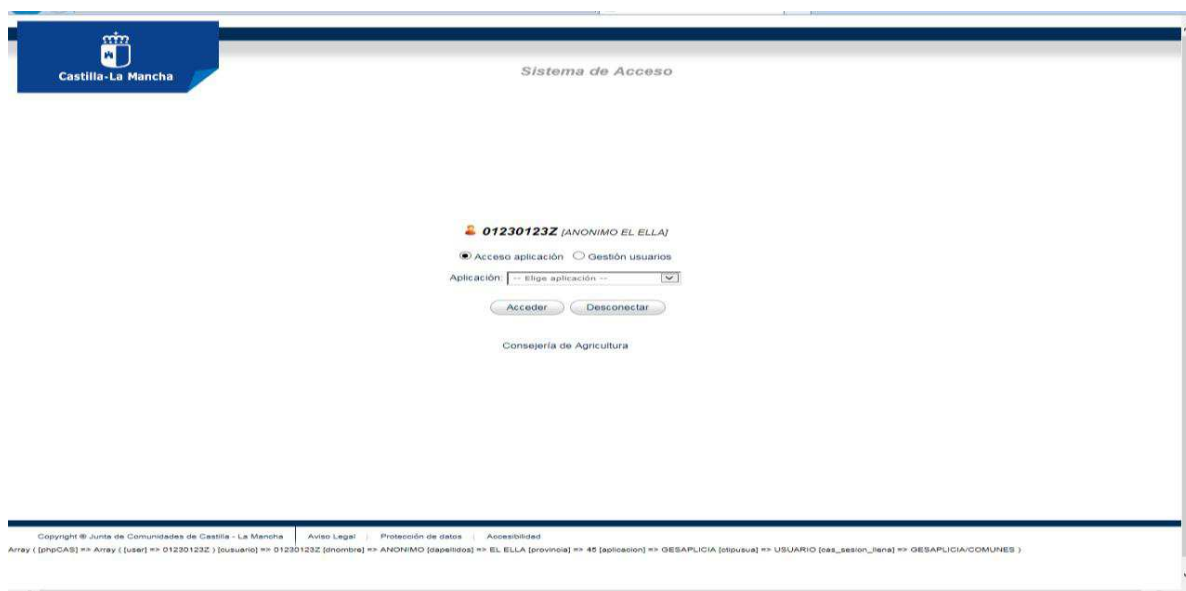 Castilla-La Mancha
Sistema de Acceso
01230123Z [ANONIMO EL ELLA]
Acceso aplicación Gestión usuarios
Aplicación: -- Elige aplicación --
Acceder Desconectar
Consejería de Agricultura
Copyright © Junta de Comunidades de Castilla - La Mancha Aviso Legal | Protección de datos | Accesibilidad
Array ( [phpCAS] => Array ( [user] => 01230123Z ) [cusuario] => 01230123Z [dnombre] => ANONIMO [dapellidos] => EL ELLA [provincia] => 45 [aplicacion] => GESAPLICIA [ctipusua] => USUARIO [cas_sesion_llena] => GESAPLICIA/COMUNES )